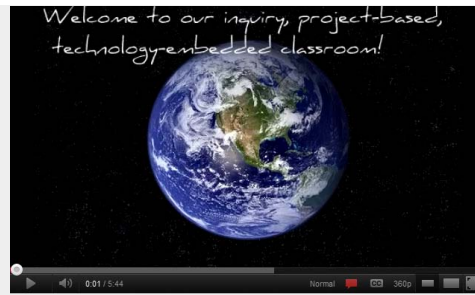 Welcome to our inquiry, project-based,
technology-embedded classroom!
0:01 / 5:44
Normal
CC
360p